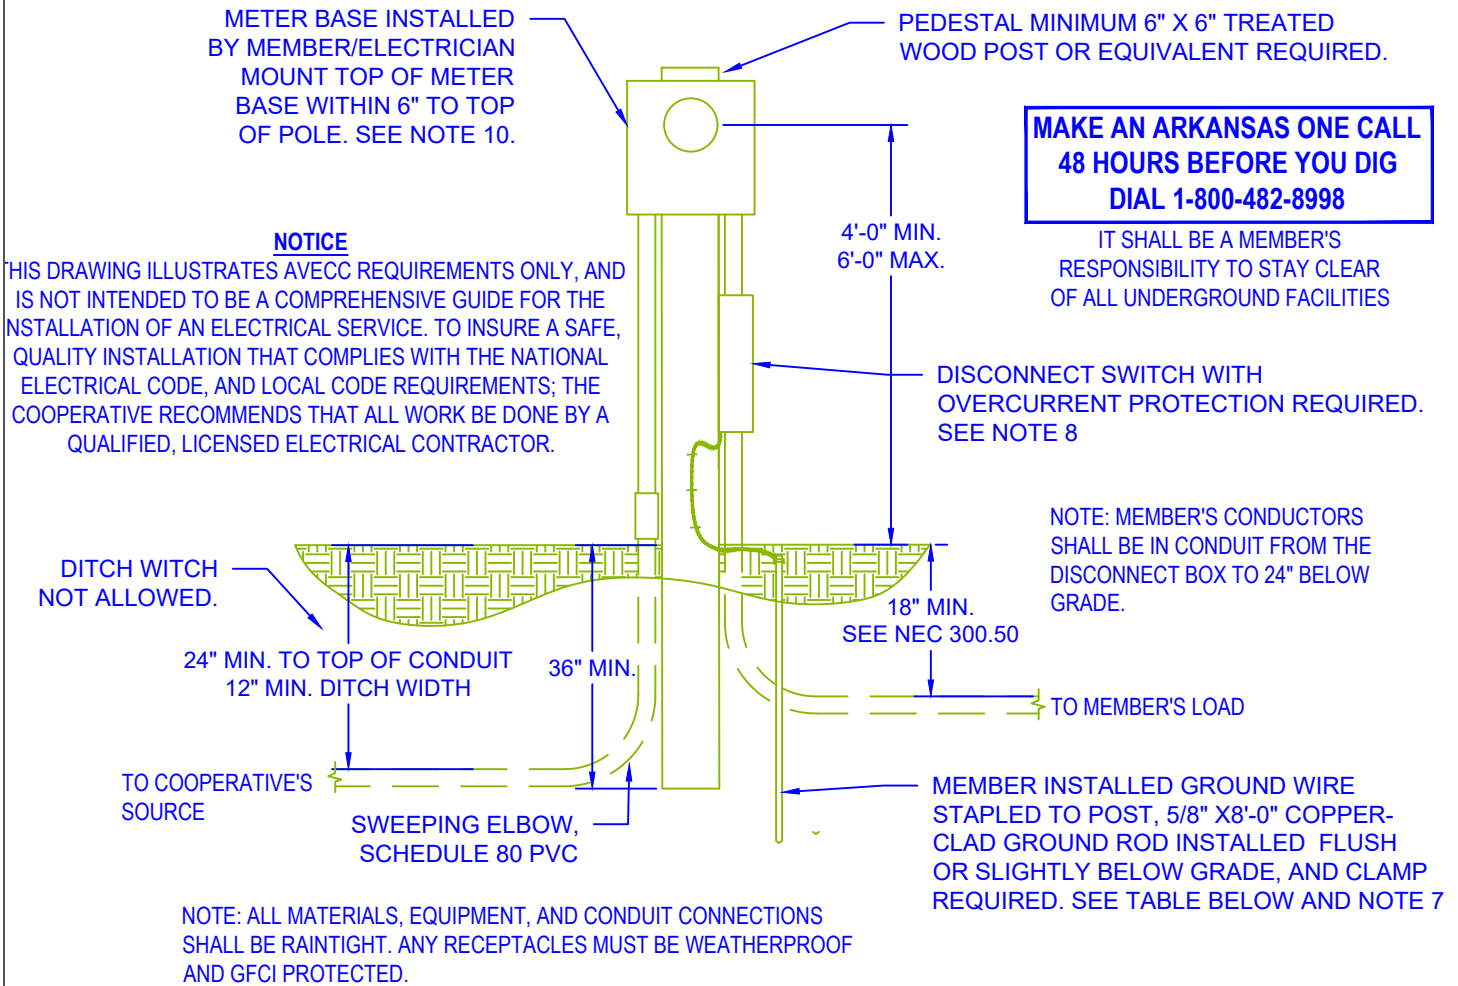 METER BASE INSTALLED
BY MEMBER/ELECTRICIAN
MOUNT TOP OF METER
BASE WITHIN 6" TO TOP
OF POLE. SEE NOTE 10.
PEDESTAL MINIMUM 6" X 6" TREATED
WOOD POST OR EQUIVALENT REQUIRED.
MAKE AN ARKANSAS ONE CALL
48 HOURS BEFORE YOU DIG
DIAL 1-800-482-8998
IT SHALL BE A MEMBER'S
RESPONSIBILITY TO STAY CLEAR
OF ALL UNDERGROUND FACILITIES
4'-0" MIN.
6'-0" MAX.
NOTICE
THIS DRAWING ILLUSTRATES AVECC REQUIREMENTS ONLY, AND
IS NOT INTENDED TO BE A COMPREHENSIVE GUIDE FOR THE
NSTALLATION OF AN ELECTRICAL SERVICE. TO INSURE A SAFE,
QUALITY INSTALLATION THAT COMPLIES WITH THE NATIONAL
ELECTRICAL CODE, AND LOCAL CODE REQUIREMENTS; THE
COOPERATIVE RECOMMENDS THAT ALL WORK BE DONE BY A
QUALIFIED, LICENSED ELECTRICAL CONTRACTOR.
DISCONNECT SWITCH WITH
OVERCURRENT PROTECTION REQUIRED.
SEE NOTE 8
NOTE: MEMBER'S CONDUCTORS
SHALL BE IN CONDUIT FROM THE
DISCONNECT BOX TO 24" BELOW
GRADE.
DITCH WITCH
NOT ALLOWED.
24" MIN. TO TOP OF CONDUIT
12" MIN. DITCH WIDTH
36" MIN.
18" MIN.
SEE NEC 300.50
TO MEMBER'S LOAD
TO COOPERATIVE'S
SOURCE
SWEEPING ELBOW,
SCHEDULE 80 PVC
MEMBER INSTALLED GROUND WIRE
STAPLED TO POST, 5/8" X8'-0" COPPER-
CLAD GROUND ROD INSTALLED FLUSH
OR SLIGHTLY BELOW GRADE, AND CLAMP
REQUIRED. SEE TABLE BELOW AND NOTE 7
NOTE: ALL MATERIALS, EQUIPMENT, AND CONDUIT CONNECTIONS
SHALL BE RAINTIGHT. ANY RECEPTACLES MUST BE WEATHERPROOF
AND GFCI PROTECTED.